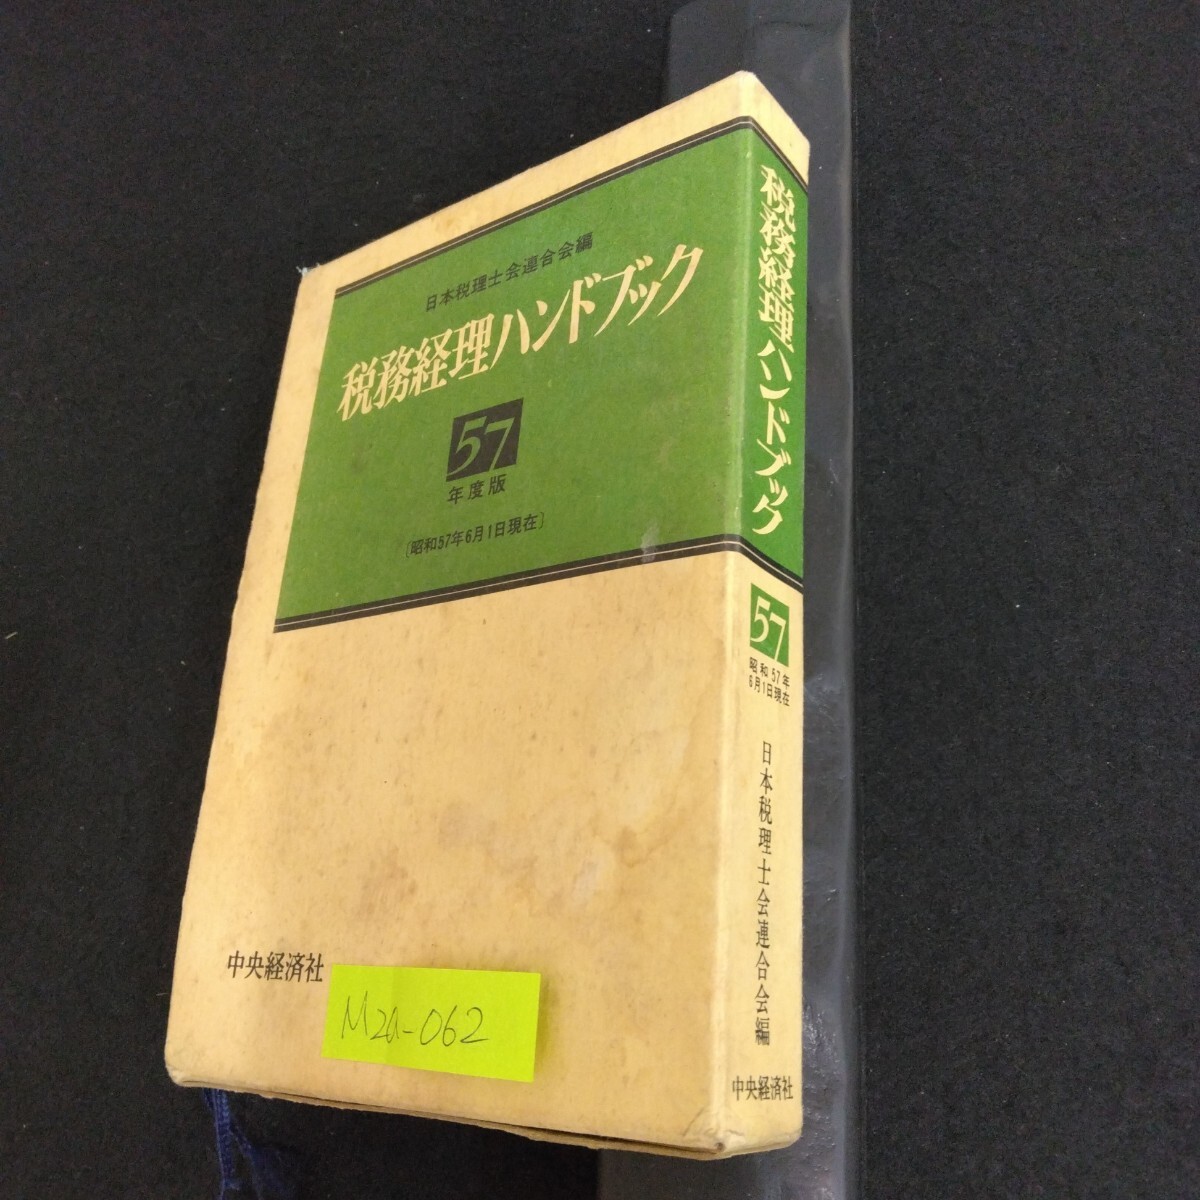 日本税理士会連合会編
税務経理ハンドブック
57
年度版
〔昭和57年6月1日現在〕
中央経済社
M2a-062
税務経理ハンドブック
57
昭和57年
6月1日現在
日本税理士会連合会編
中央経済社